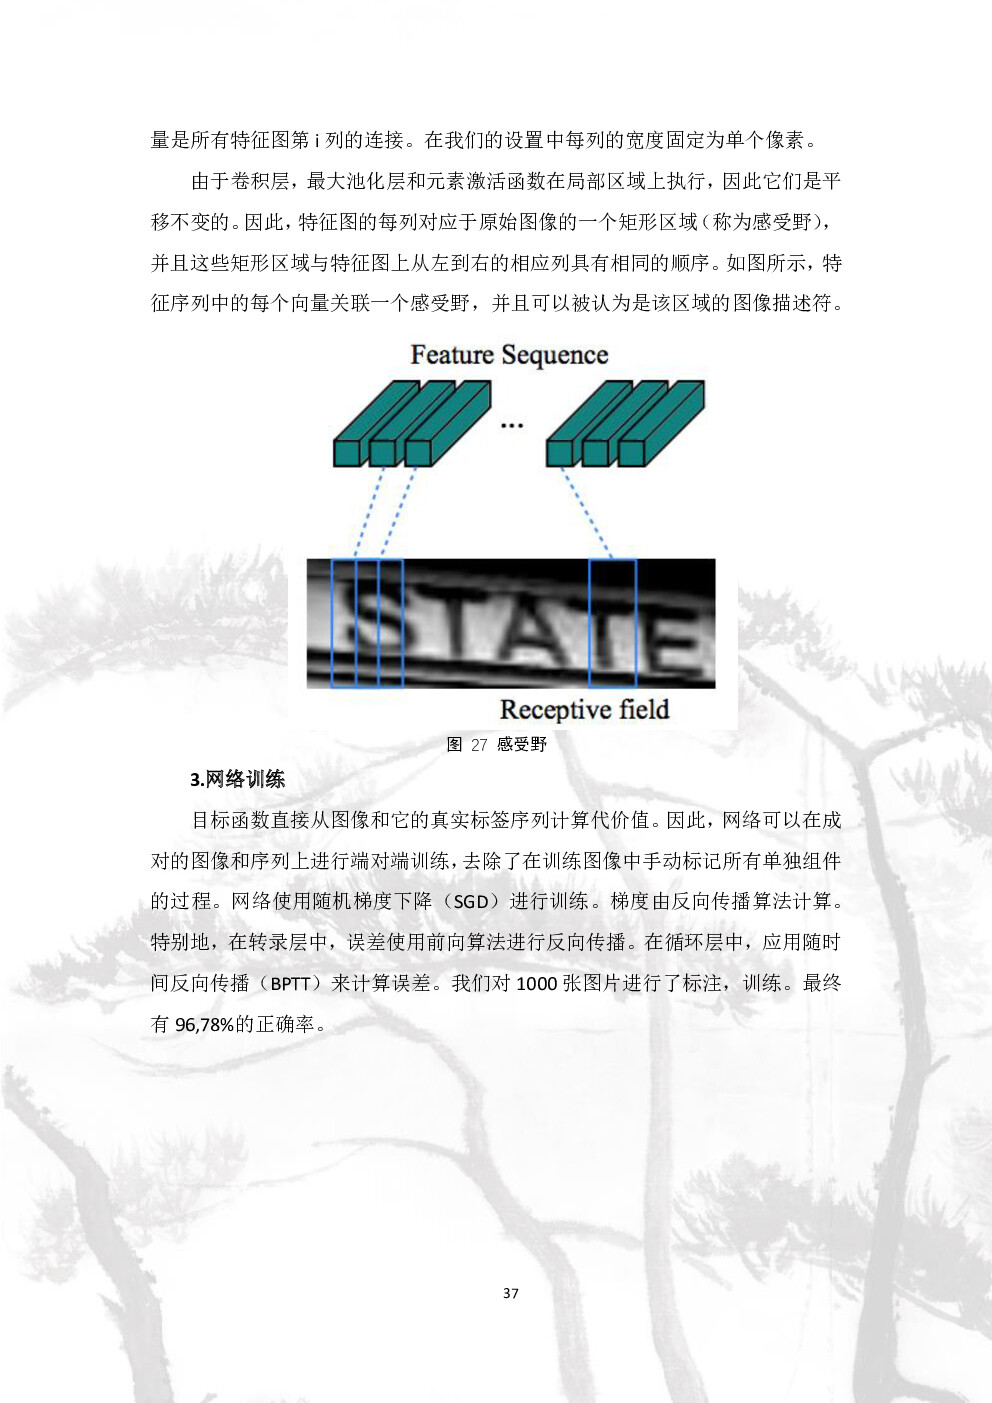 量是所有特征图第 i 列的连接。在我们的设置中每列的宽度固定为单个像素。
由于卷积层，最大池化层和元素激活函数在局部区域上执行，因此它们是平
移不变的。因此，特征图的每列对应于原始图像的一个矩形区域（称为感受野），
并且这些矩形区域与特征图上从左到右的相应列具有相同的顺序。如图所示，特
征序列中的每个向量关联一个感受野，并且可以被认为是该区域的图像描述符。
Feature Sequence
...
STATE
Receptive field
图 27 感受野
3.网络训练
目标函数直接从图像和它的真实标签序列计算代价值。因此，网络可以在成
对的图像和序列上进行端对端训练，去除了在训练图像中手动标记所有单独组件
的过程。网络使用随机梯度下降（SGD）进行训练。梯度由反向传播算法计算。
特别地，在转录层中，误差使用前向算法进行反向传播。在循环层中，应用随时
间反向传播（BPTT）来计算误差。我们对 1000 张图片进行了标注，训练。最终
有 96,78%的正确率。
37